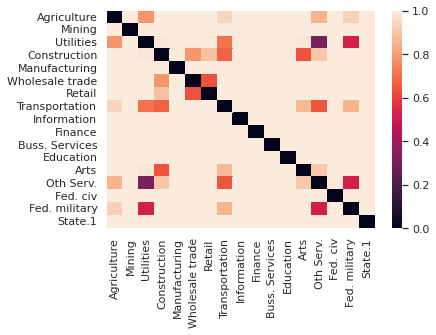 Agriculture
Mining
Utilities
Construction
Manufacturing
Wholesale trade
Retail
Transportation
Information
Finance
Buss. Services
Education
Arts
Oth Serv.
Fed. civ
Fed. military
State.1
Agriculture
Mining
Utilities
Construction
Manufacturing
Wholesale trade
Retail
Transportation
Information
Finance
Buss. Services
Education
Arts
Oth Serv.
Fed. civ
Fed. military
State.1
1.0
0.8
0.6
0.4
0.2
0.0